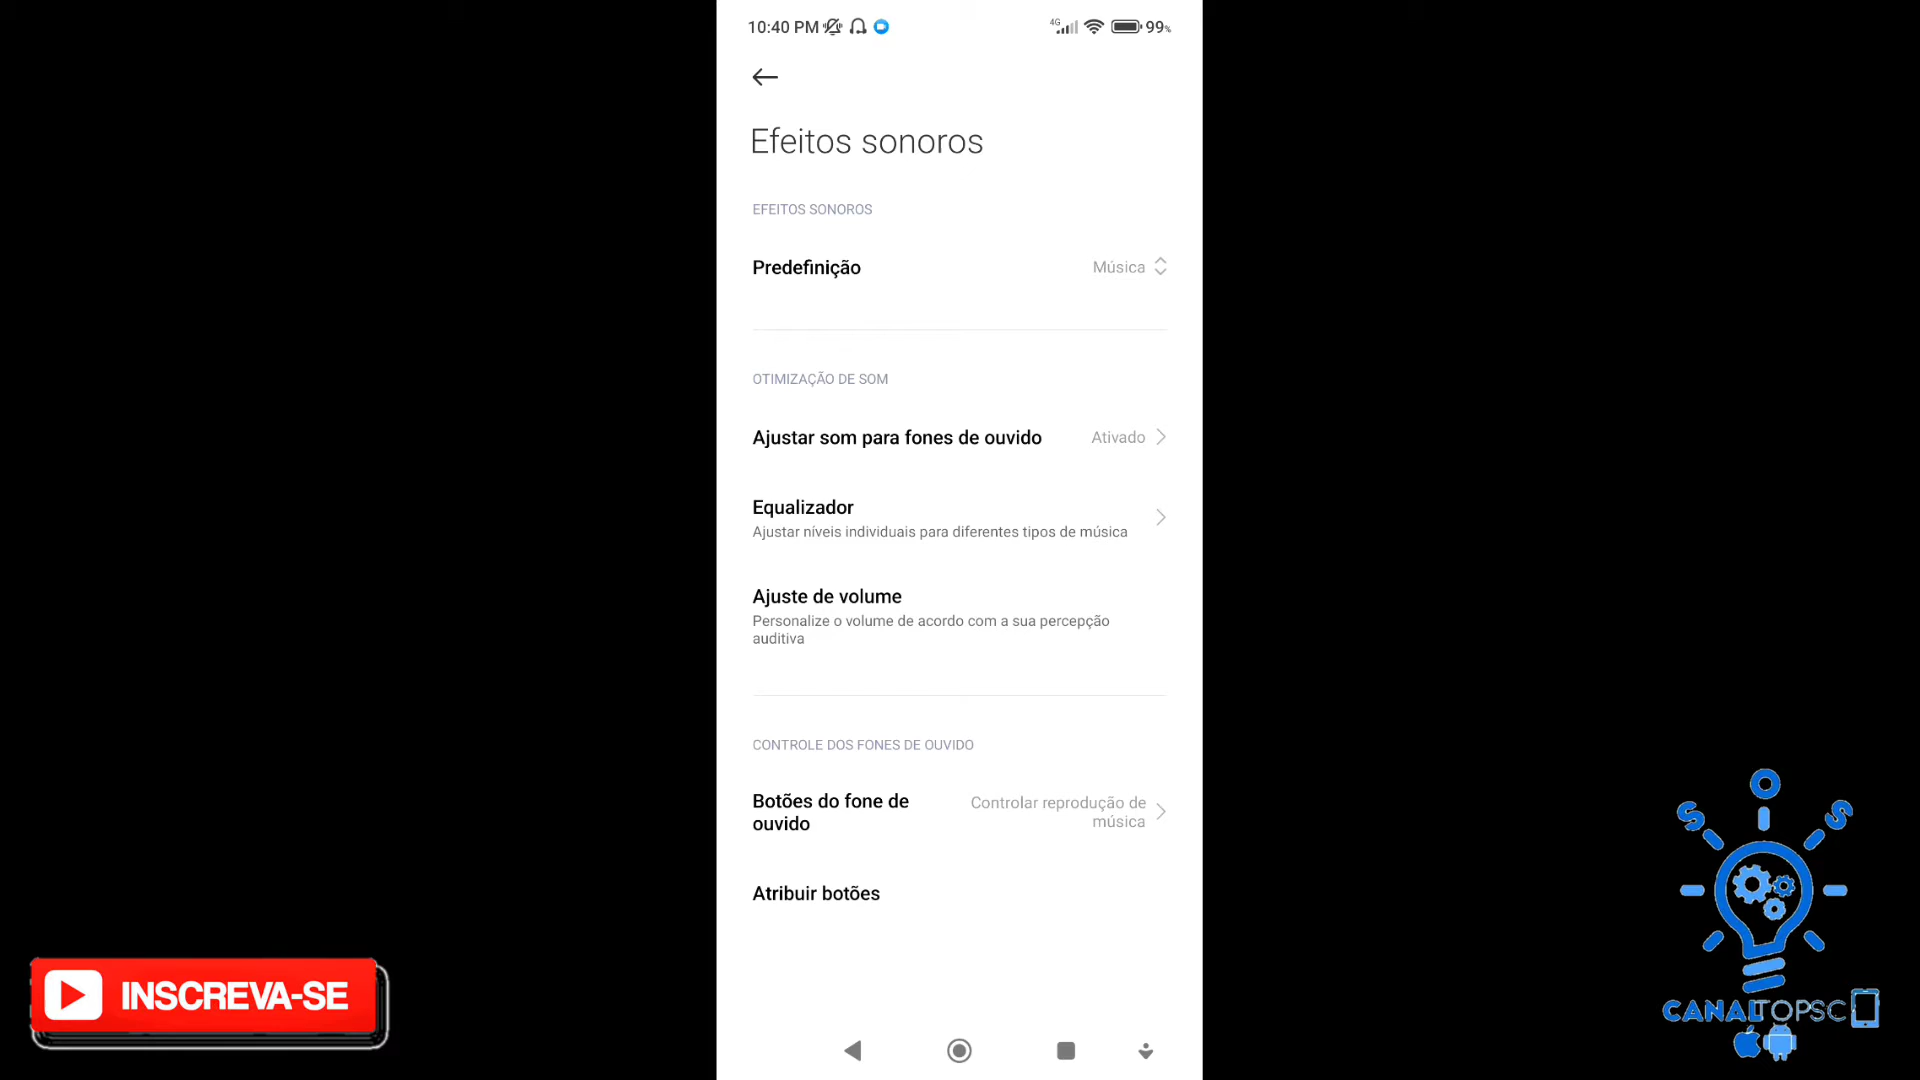 10:40 PM
4G
99%
Efeitos sonoros
EFEITOS SONOROS
Predefinição
Música
OTIMIZAÇÃO DE SOM
Ajustar som para fones de ouvido
Ativado
Equalizador
Ajustar níveis individuais para diferentes tipos de música
Ajuste de volume
Personalize o volume de acordo com a sua percepção
auditiva
CONTROLE DOS FONES DE OUVIDO
Botões do fone de
ouvido
Controlar reprodução de
música
Atribuir botões
INSCREVA-SE
SOS
CANALTOPSC